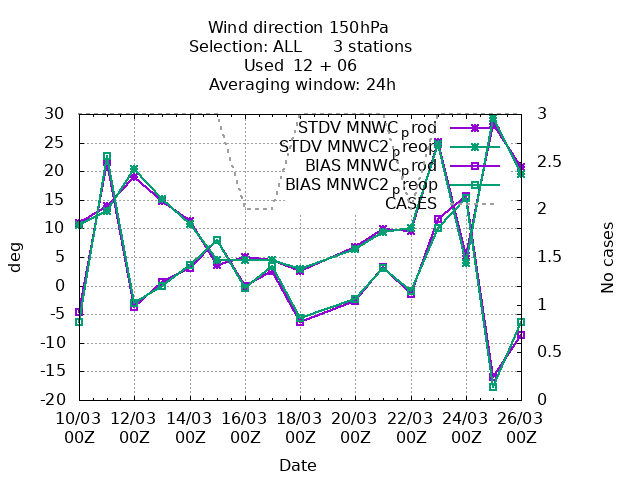 Wind direction 150hPa
Selection: ALL 3 stations
Used 12 + 06
Averaging window: 24h
STDV MNWC_prod
STDV MNWC2_preop
BIAS MNWC_prod
BIAS MNWC2_preop
CASES
deg
30
25
20
15
10
5
0
-5
-10
-15
-20
No cases
3
2.5
2
1.5
1
0.5
0
10/03 12/03 14/03 16/03 18/03 20/03 22/03 24/03 26/03
00Z 00Z 00Z 00Z 00Z 00Z 00Z 00Z 00Z
Date